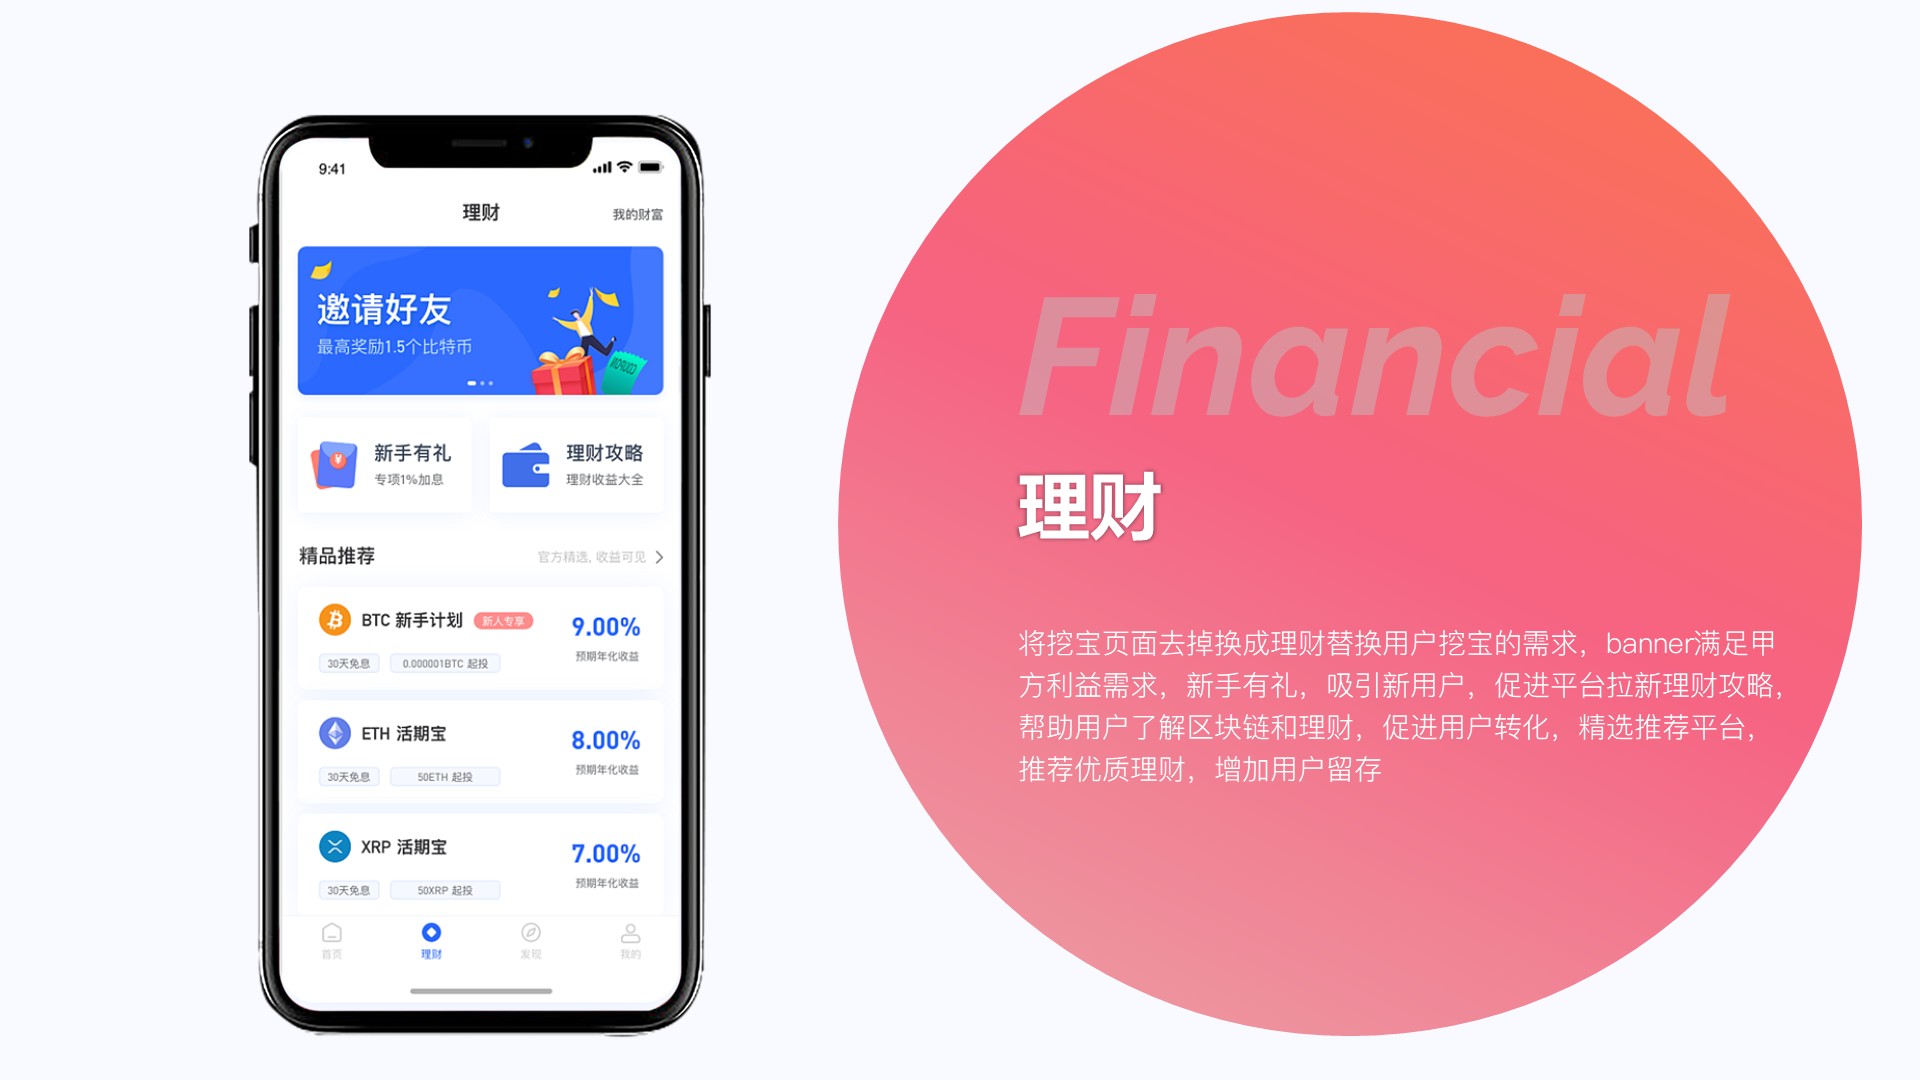 9:41
理财
我的财富
邀请好友
最高奖励1.5个比特币
COUPON
新手有礼
专项1%加息
理财攻略
理财收益大全
精品推荐
官方精选, 收益可见
BTC 新手计划
新人专享
9.00%
30天免息
0.000001BTC 起投
预期年化收益
ETH 活期宝
8.00%
30天免息
50ETH 起投
预期年化收益
XRP 活期宝
7.00%
30天免息
50XRP 起投
预期年化收益
首页
理财
发现
我的
Financial
理财
将挖宝页面去掉换成理财替换用户挖宝的需求，banner满足甲
方利益需求，新手有礼，吸引新用户，促进平台拉新理财攻略，
帮助用户了解区块链和理财，促进用户转化，精选推荐平台，
推荐优质理财，增加用户留存